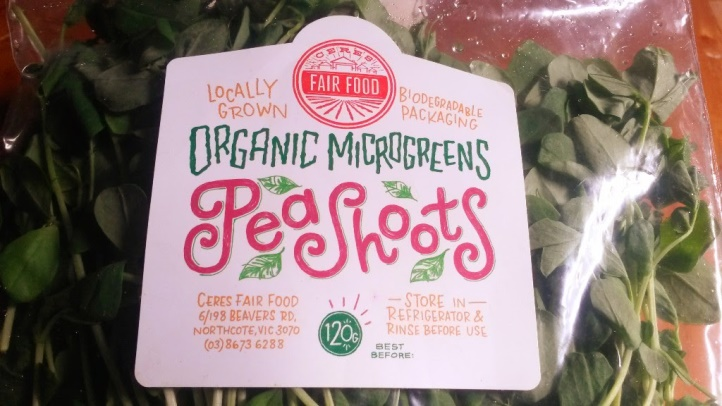 CERES
FAIR FOOD
LOCALLY
GROWN
BIODEGRADABLE
PACKAGING
ORGANIC MICROGREENS
Pea Shoots
CERES FAIR FOOD
6/198 BEAVERS RD,
NORTHCOTE, VIC 3070
(03) 8673 6288
120G
— STORE IN —
REFRIGERATOR &
RINSE BEFORE USE
BEST
BEFORE: